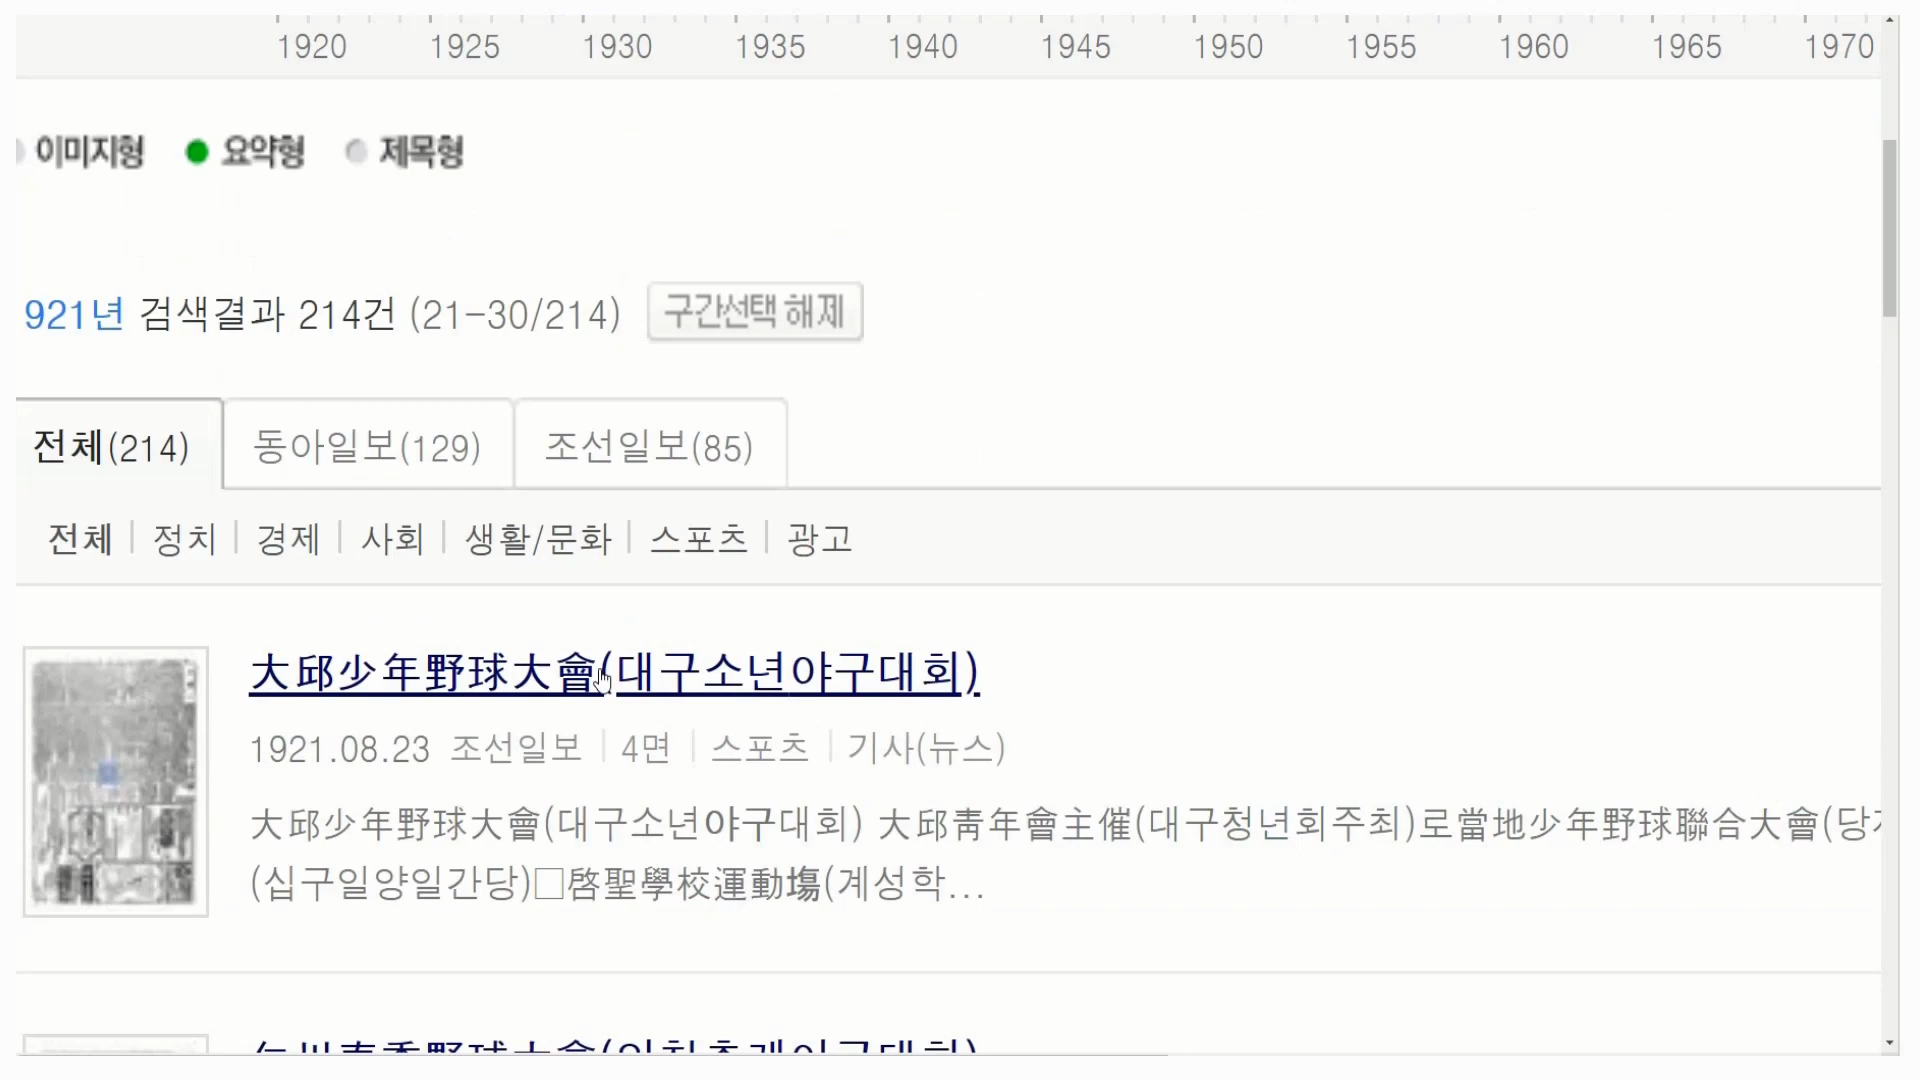 1920 1925 1930 1935 1940 1945 1950 1955 1960 1965 1970
이미지형 요약형 제목형
921년 검색결과 214건 (21-30/214) 구간선택 해제
전체(214) 동아일보(129) 조선일보(85)
전체 | 정치 | 경제 | 사회 | 생활/문화 | 스포츠 | 광고
大邱少年野球大會(대구소년야구대회)
1921.08.23 조선일보 | 4면 | 스포츠 | 기사(뉴스)
大邱少年野球大會(대구소년야구대회) 大邱靑年會主催(대구청년회주최)로當地少年野球聯合大會(당
(십구일양일간당)□啓聖學校運動塲(계성학...
野球大會(